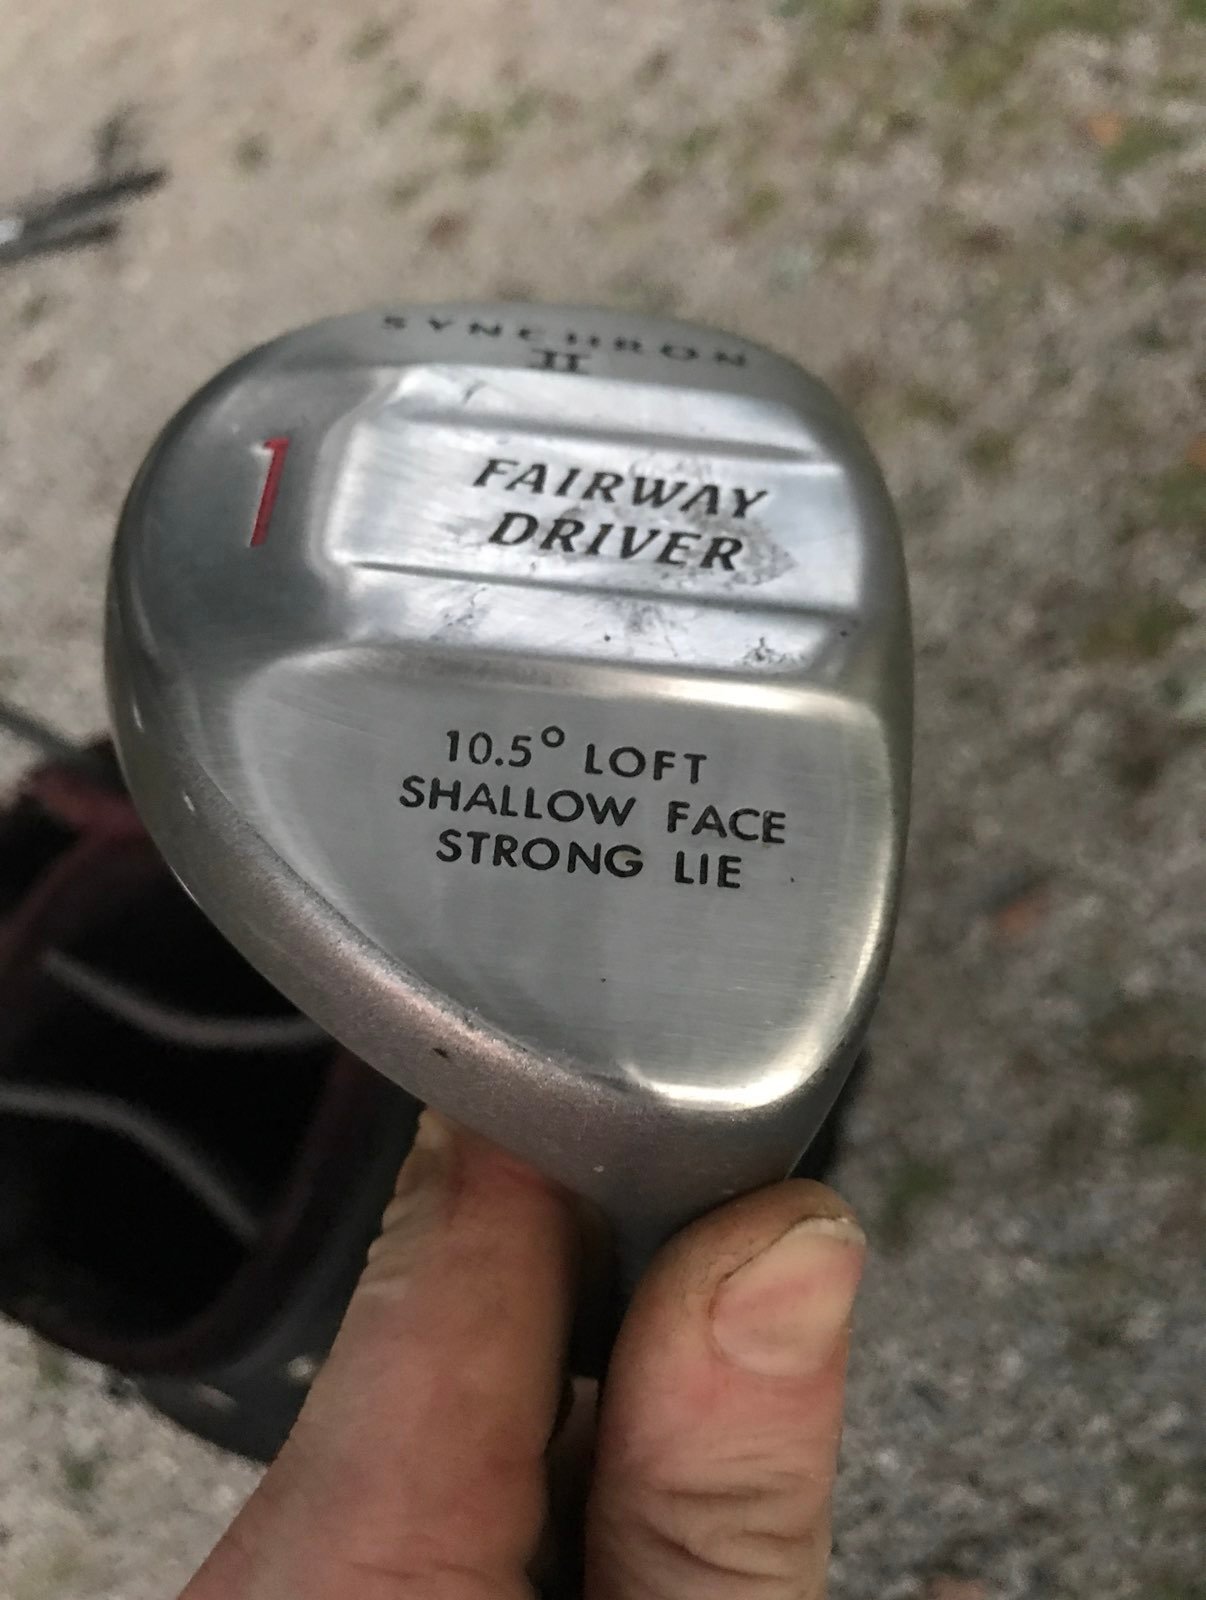 SYNCHRON
II
1
FAIRWAY
DRIVER
10.5° LOFT
SHALLOW FACE
STRONG LIE